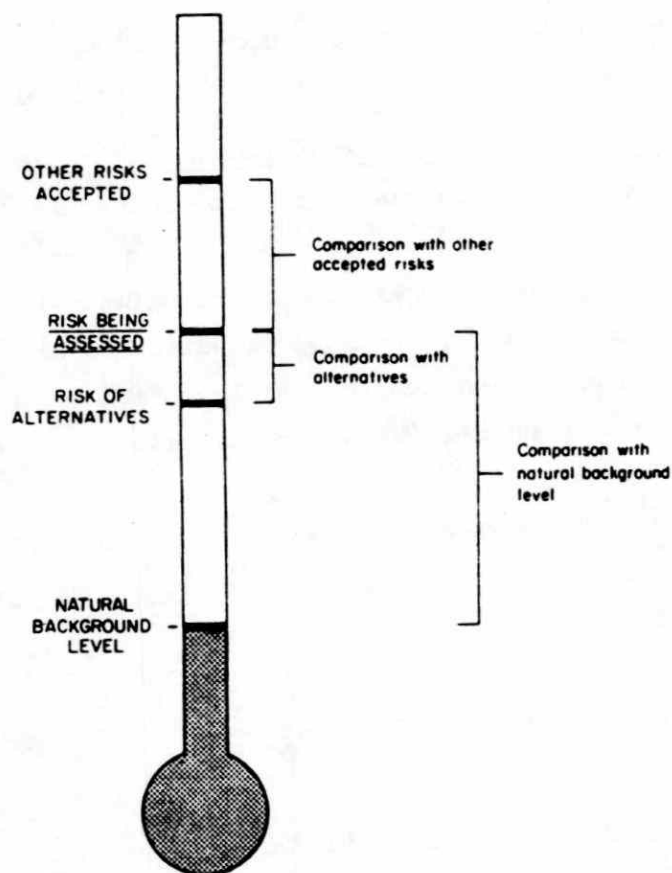 OTHER RISKS
ACCEPTED
Comparison with other
accepted risks
RISK BEING
ASSESSED
Comparison with
alternatives
RISK OF
ALTERNATIVES
Comparison with
natural background
level
NATURAL
BACKGROUND
LEVEL